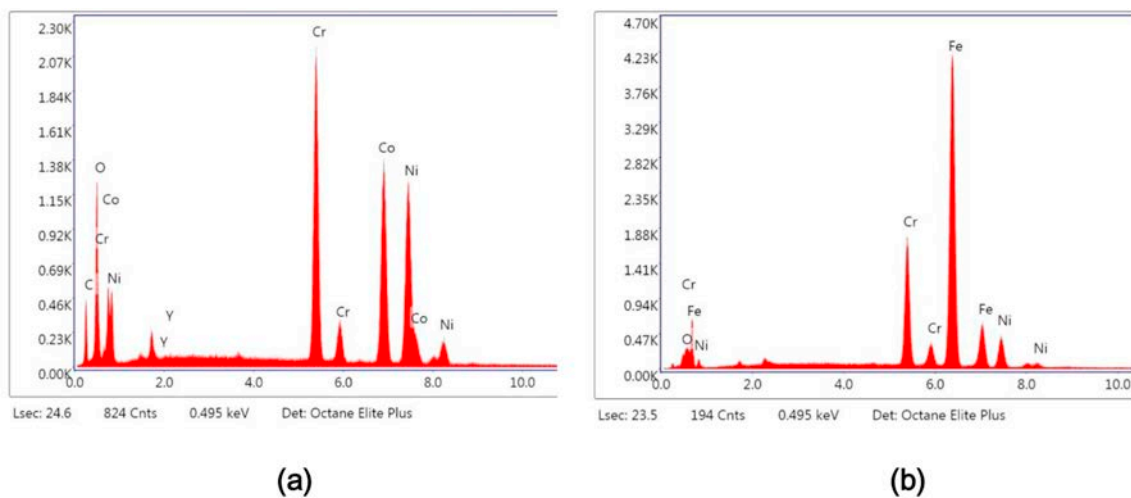 2.30K
2.07K
1.84K
1.61K
1.38K
1.15K
0.92K
0.69K
0.46K
0.23K
0.00K
Cr
O
Co
Cr
C
Ni
Y
Y
Cr
Co
Ni
Co
Ni
0.0 2.0 4.0 6.0 8.0 10.0
Lsec: 24.6 824 Cnts 0.495 keV Det: Octane Elite Plus
(a)
4.70K
4.23K
3.76K
3.29K
2.82K
2.35K
1.88K
1.41K
0.94K
0.47K
0.00K
Fe
Cr
Cr
Fe
O
Ni
Cr
Fe
Ni
Ni
0.0 2.0 4.0 6.0 8.0 10.0
Lsec: 23.5 194 Cnts 0.495 keV Det: Octane Elite Plus
(b)